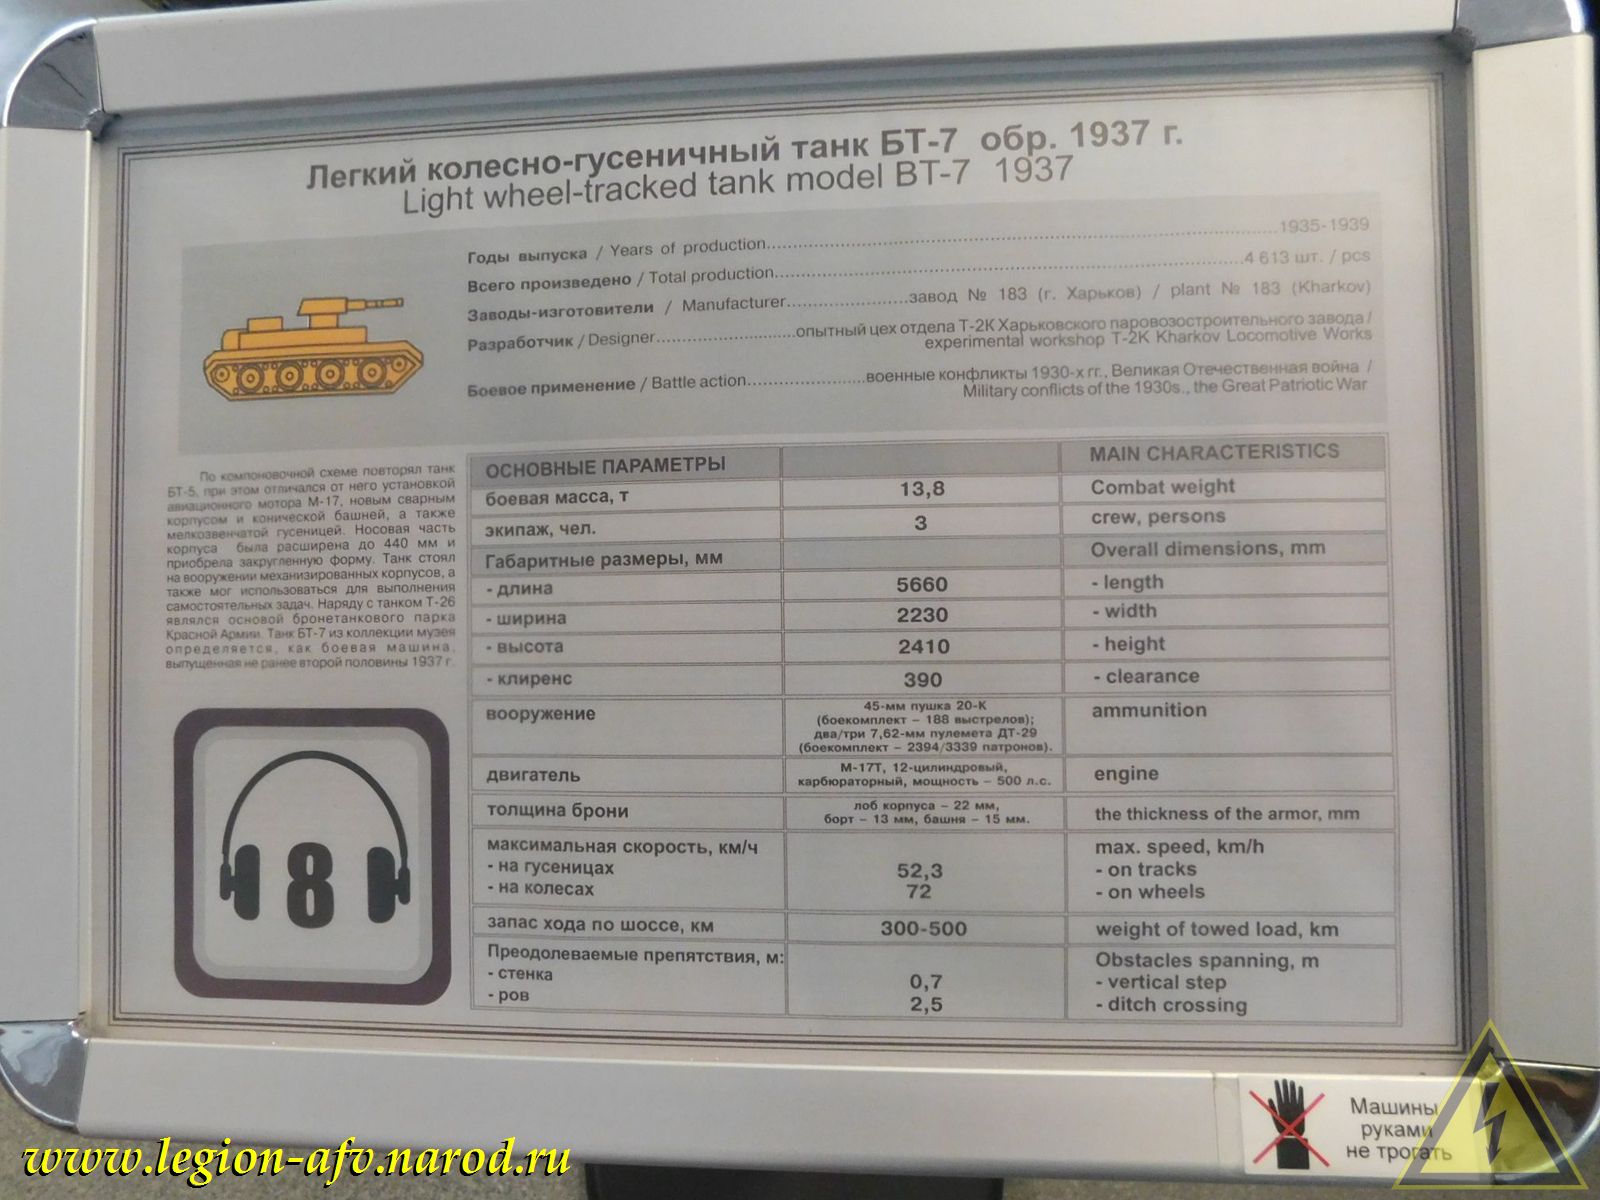 Легкий колесно-гусеничный танк БТ-7 обр. 1937 г.
Light wheel-tracked tank model BT-7 1937
Годы выпуска / Years of production..........1935-1939
Всего произведено / Total production..........4 613 шт. / pcs
Заводы-изготовители / Manufacturer..........завод № 183 (г. Харьков) / plant № 183 (Kharkov)
Разработчик / Designer..........опытный цех отдела Т-2К Харьковского паровозостроительного завода /
experimental workshop T-2K Kharkov Locomotive Works
Боевое применение / Battle action..........военные конфликты 1930-х гг., Великая Отечественная война /
Military conflicts of the 1930s., the Great Patriotic War
По компоновочной схеме повторял танк
БТ-5, при этом отличался от него установкой
авиационного мотора М-17, новым сварным
корпусом и конической башней, а также
мелкозвенчатой гусеницей. Носовая часть
корпуса была расширена до 440 мм и
приобрела закругленную форму. Танк стоял
на вооружении механизированных корпусов, а
также мог использоваться для выполнения
самостоятельных задач. Наряду с танком Т-26
являлся основой бронетанкового парка
Красной Армии. Танк БТ-7 из коллекции музея
определяется, как боевая машина,
выпущенная не ранее второй половины 1937 г.
8
ОСНОВНЫЕ ПАРАМЕТРЫ MAIN CHARACTERISTICS
боевая масса, т 13,8 Combat weight
экипаж, чел. 3 crew, persons
Габаритные размеры, мм Overall dimensions, mm
- длина 5660 - length
- ширина 2230 - width
- высота 2410 - height
- клиренс 390 - clearance
вооружение 45-мм пушка 20-К ammunition
(боекомплект – 188 выстрелов);
два/три 7,62-мм пулемета ДТ-29
(боекомплект – 2394/3339 патронов).
двигатель М-17Т, 12-цилиндровый, engine
карбюраторный, мощность – 500 л.с.
толщина брони лоб корпуса – 22 мм, the thickness of the armor, mm
борт – 13 мм, башня – 15 мм.
максимальная скорость, км/ч max. speed, km/h
- на гусеницах 52,3 - on tracks
- на колесах 72 - on wheels
запас хода по шоссе, км 300-500 weight of towed load, km
Преодолеваемые препятствия, м: Obstacles spanning, m
- стенка 0,7 - vertical step
- ров 2,5 - ditch crossing
Машины
руками
не трогать
www.legion-afv.narod.ru